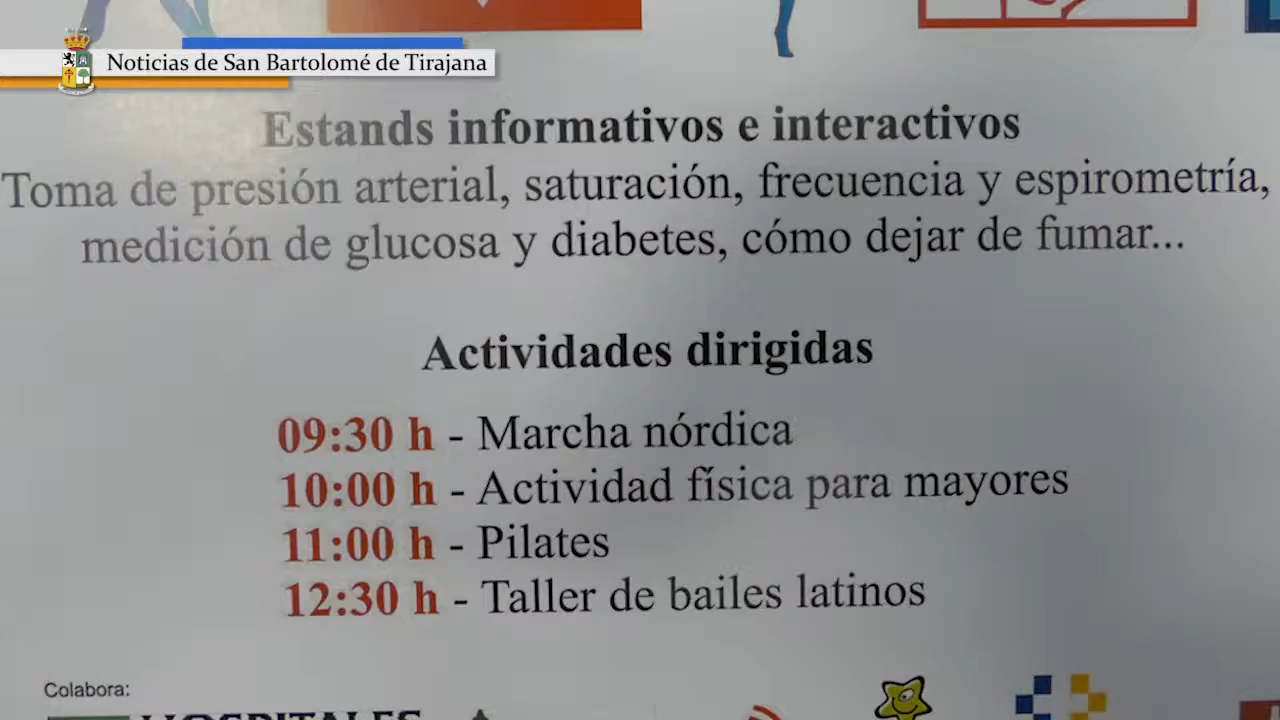 Noticias de San Bartolomé de Tirajana
Estands informativos e interactivos
Toma de presión arterial, saturación, frecuencia y espirometría,
medición de glucosa y diabetes, cómo dejar de fumar...
Actividades dirigidas
09:30 h - Marcha nórdica
10:00 h - Actividad física para mayores
11:00 h - Pilates
12:30 h - Taller de bailes latinos
Colabora:
HOSPITALES